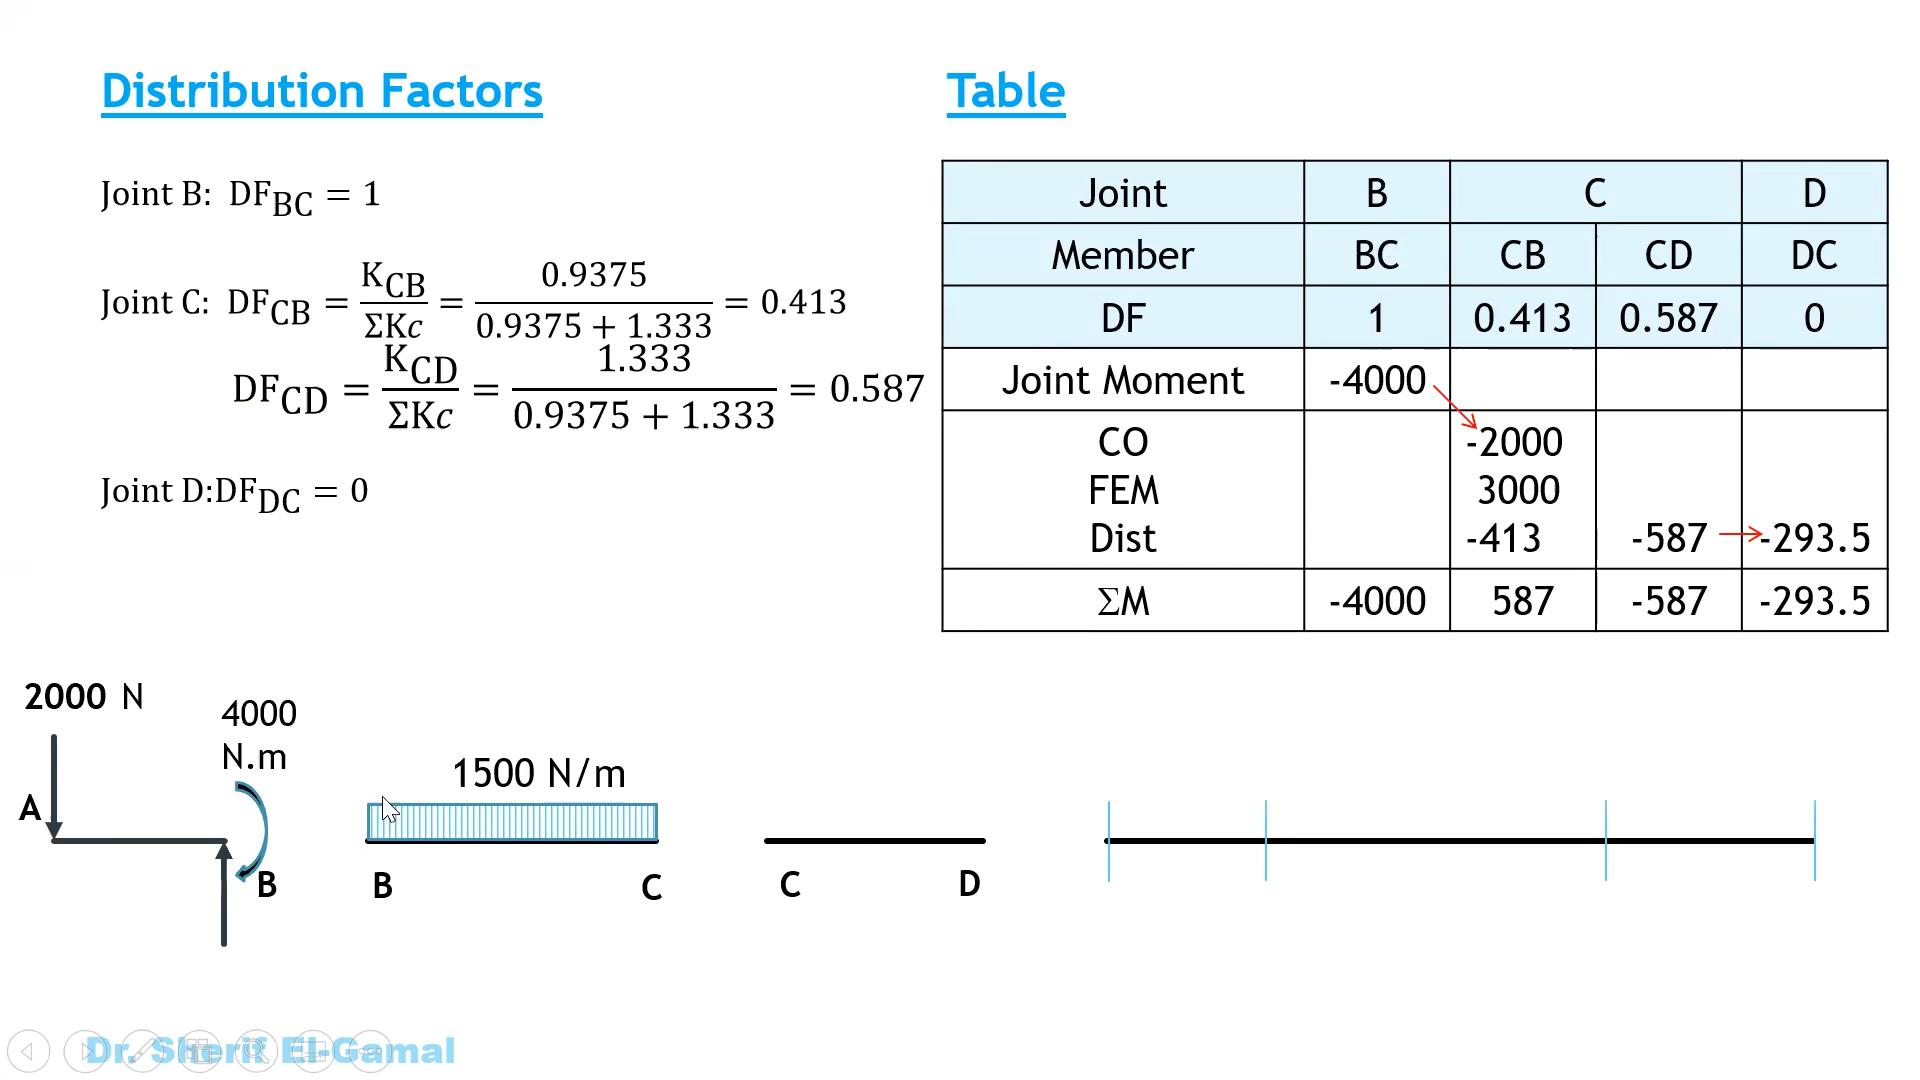 Distribution Factors
Joint B: DF_BC = 1
Joint C: DF_CB = K_CB / ΣKc = 0.9375 / (0.9375 + 1.333) = 0.413
DF_CD = K_CD / ΣKc = 1.333 / (0.9375 + 1.333) = 0.587
Joint D:DF_DC = 0
Table
Joint B C D
Member BC CB CD DC
DF 1 0.413 0.587 0
Joint Moment -4000
CO -2000
FEM 3000
Dist -413 -587 -293.5
ΣM -4000 587 -587 -293.5
2000 N
4000
N.m
A
B
1500 N/m
B C
C D
Dr. Sherif El-Gamal